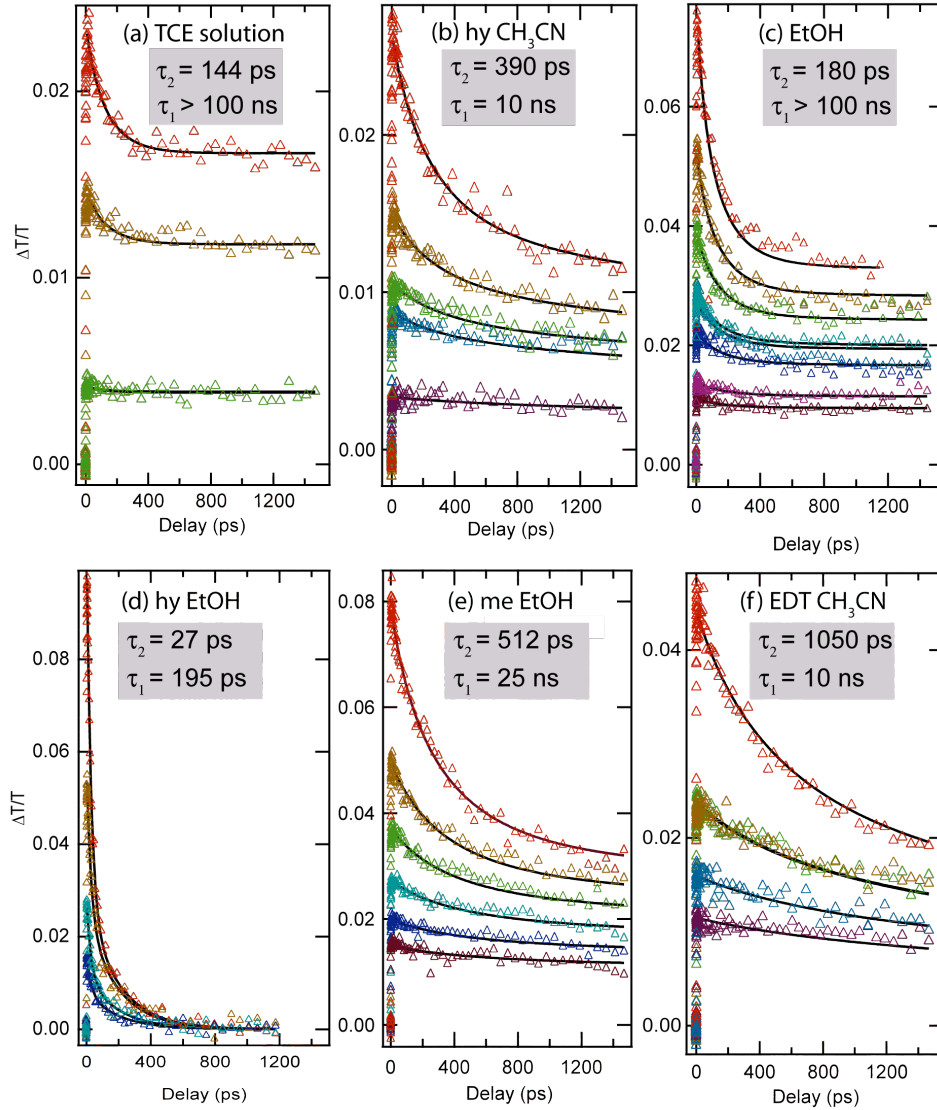 (a) TCE solution
τ2 = 144 ps
τ1 > 100 ns
ΔT/T
0.02
0.01
0.00
0 400 800 1200
Delay (ps)
(b) hy CH3CN
τ2 = 390 ps
τ1 = 10 ns
0.02
0.01
0.00
0 400 800 1200
Delay (ps)
(c) EtOH
τ2 = 180 ps
τ1 > 100 ns
0.06
0.04
0.02
0.00
0 400 800 1200
Delay (ps)
(d) hy EtOH
τ2 = 27 ps
τ1 = 195 ps
ΔT/T
0.08
0.06
0.04
0.02
0.00
0 400 800 1200
Delay (ps)
(e) me EtOH
τ2 = 512 ps
τ1 = 25 ns
0.08
0.06
0.04
0.02
0.00
0 400 800 1200
Delay (ps)
(f) EDT CH3CN
τ2 = 1050 ps
τ1 = 10 ns
0.04
0.02
0.00
0 400 800 1200
Delay (ps)